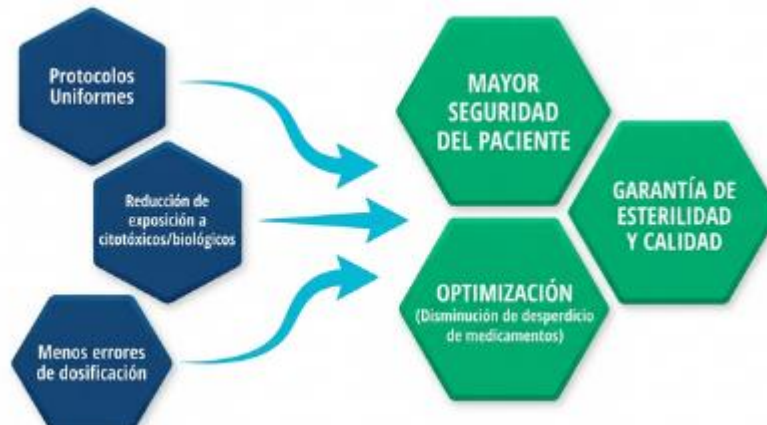 Protocolos
Uniformes
Reducción de
exposición a
citotóxicos/biológicos
Menos errores
de dosificación
MAYOR
SEGURIDAD
DEL PACIENTE
GARANTÍA DE
ESTERILIDAD
Y CALIDAD
OPTIMIZACIÓN
(Disminución de desperdicio
de medicamentos)